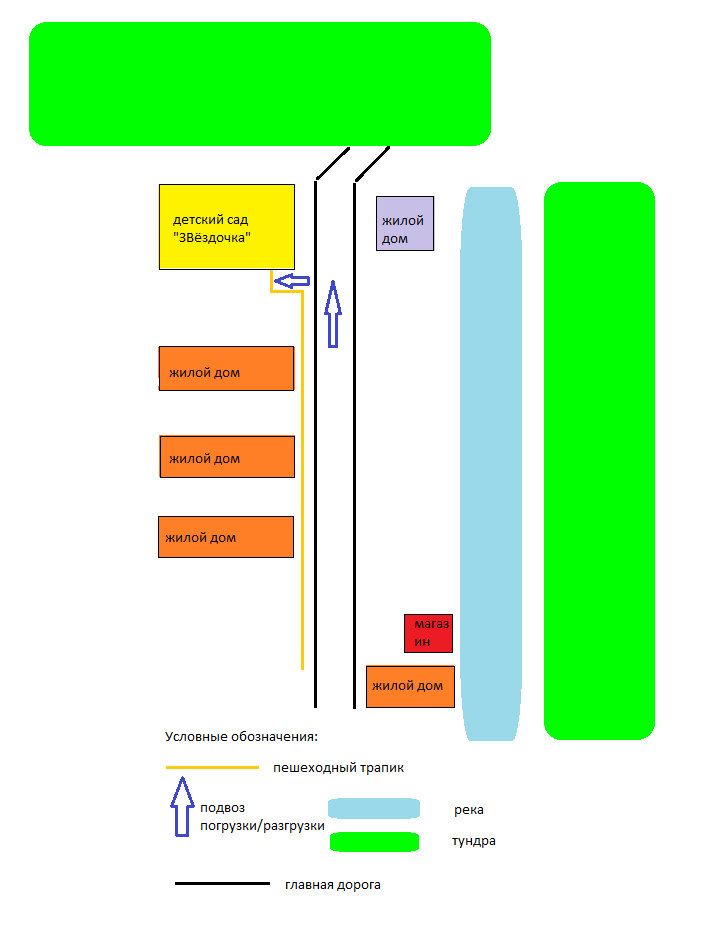 детский сад
"ЗВёздочка"
жилой
дом
жилой дом
жилой дом
жилой дом
магаз
ин
жилой дом
Условные обозначения:
пешеходный трапик
подвоз
погрузки/разгрузки
река
тундра
главная дорога